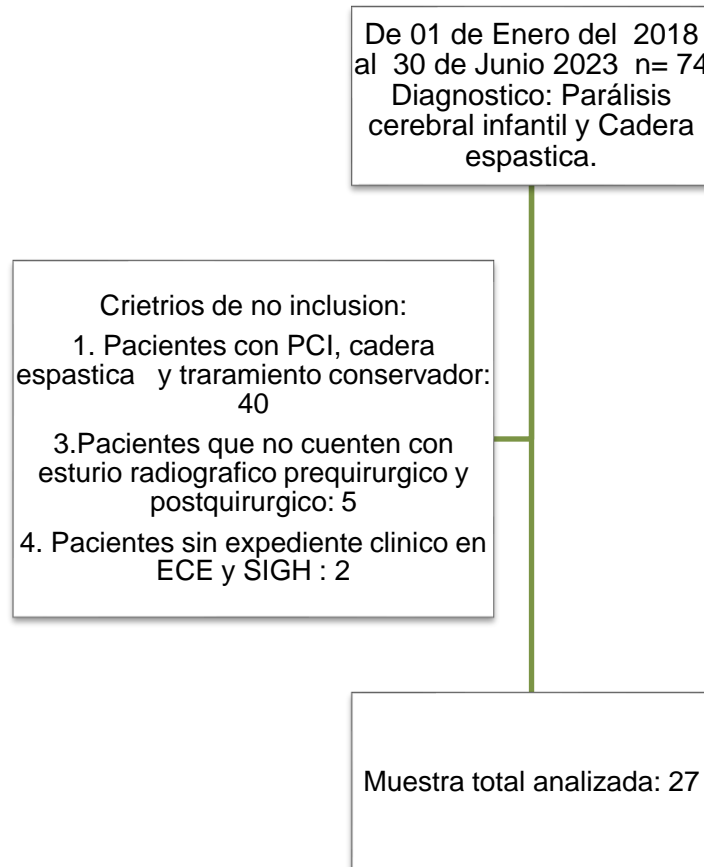 De 01 de Enero del 2018
al 30 de Junio 2023 n= 74
Diagnostico: Parálisis
cerebral infantil y Cadera
espastica.
Crietrios de no inclusion:
1. Pacientes con PCI, cadera
espastica y traramiento conservador:
40
3.Pacientes que no cuenten con
esturio radiografico prequirurgico y
postquirurgico: 5
4. Pacientes sin expediente clinico en
ECE y SIGH : 2
Muestra total analizada: 27